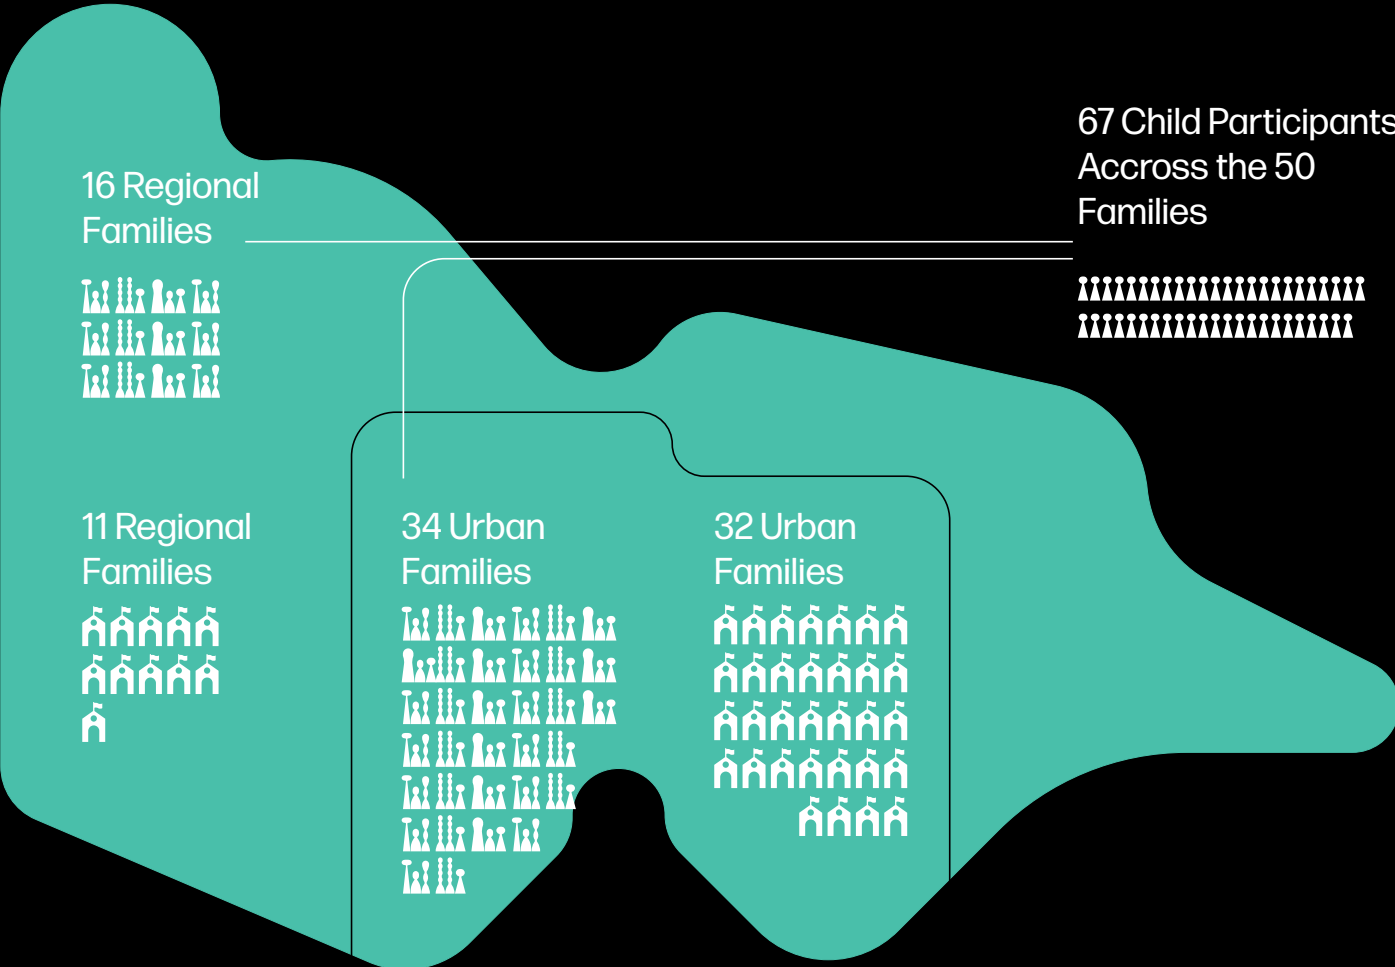 16 Regional
Families
67 Child Participants
Accross the 50
Families
11 Regional
Families
34 Urban
Families
32 Urban
Families